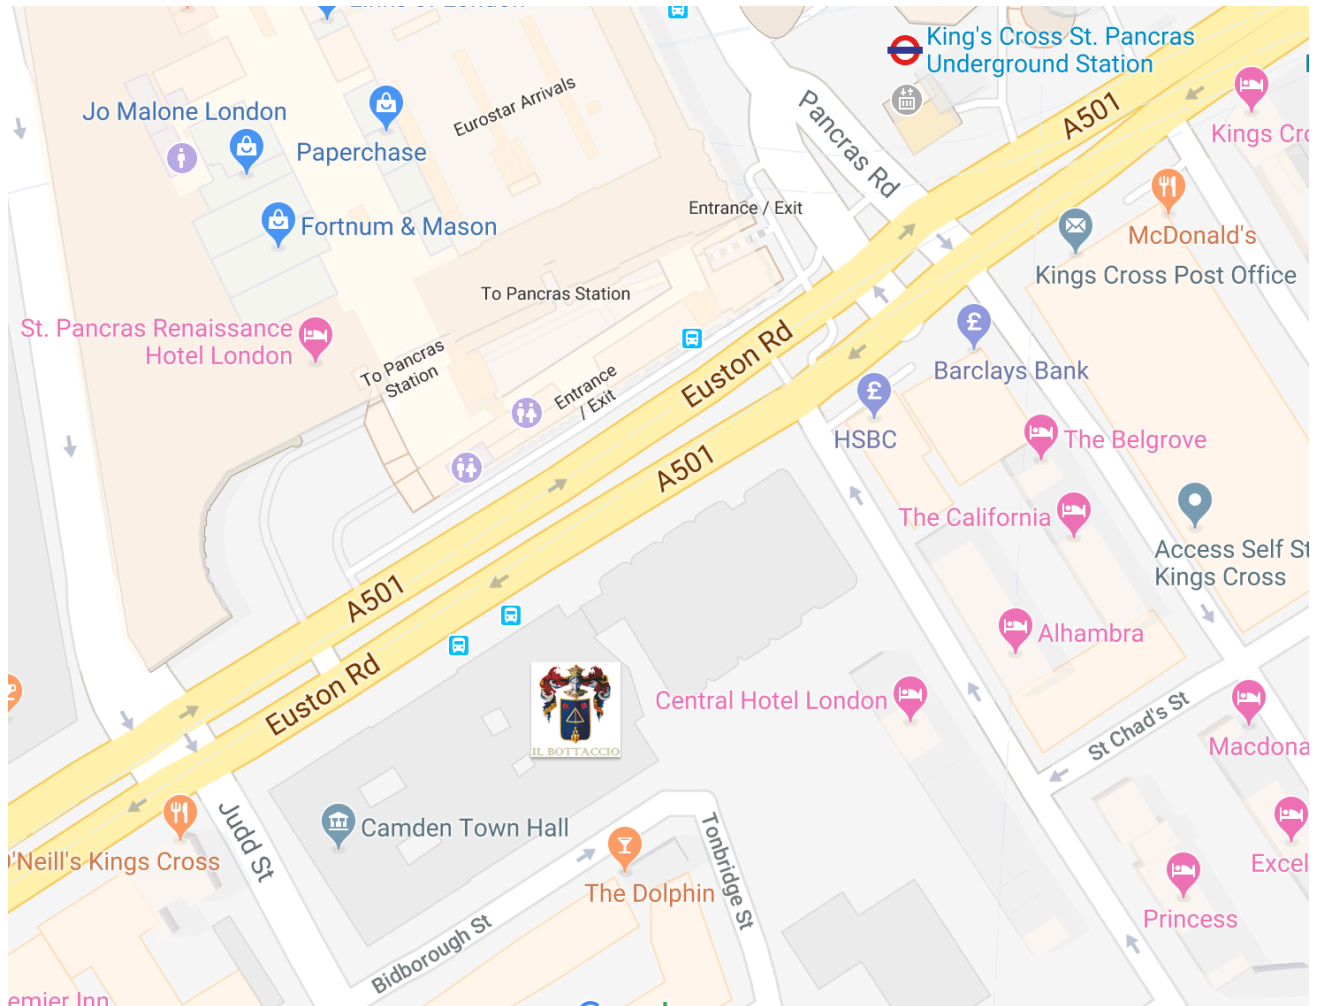 Links of London
King's Cross St. Pancras
Underground Station
Jo Malone London
Paperchase
Eurostar Arrivals
Pancras Rd
A501
Kings Cro
McDonald's
Kings Cross Post Office
Entrance / Exit
Fortnum & Mason
To Pancras Station
St. Pancras Renaissance
Hotel London
To Pancras
Station
Entrance
/ Exit
Euston Rd
£
Barclays Bank
£
HSBC
The Belgrove
A501
The California
Access Self St
Kings Cross
A501
Alhambra
Euston Rd
IL BOTTACCIO
Central Hotel London
St Chad's St
Macdona
Judd St
Camden Town Hall
O'Neill's Kings Cross
Tonbridge St
The Dolphin
Excel
Princess
Bidborough St
emier Inn